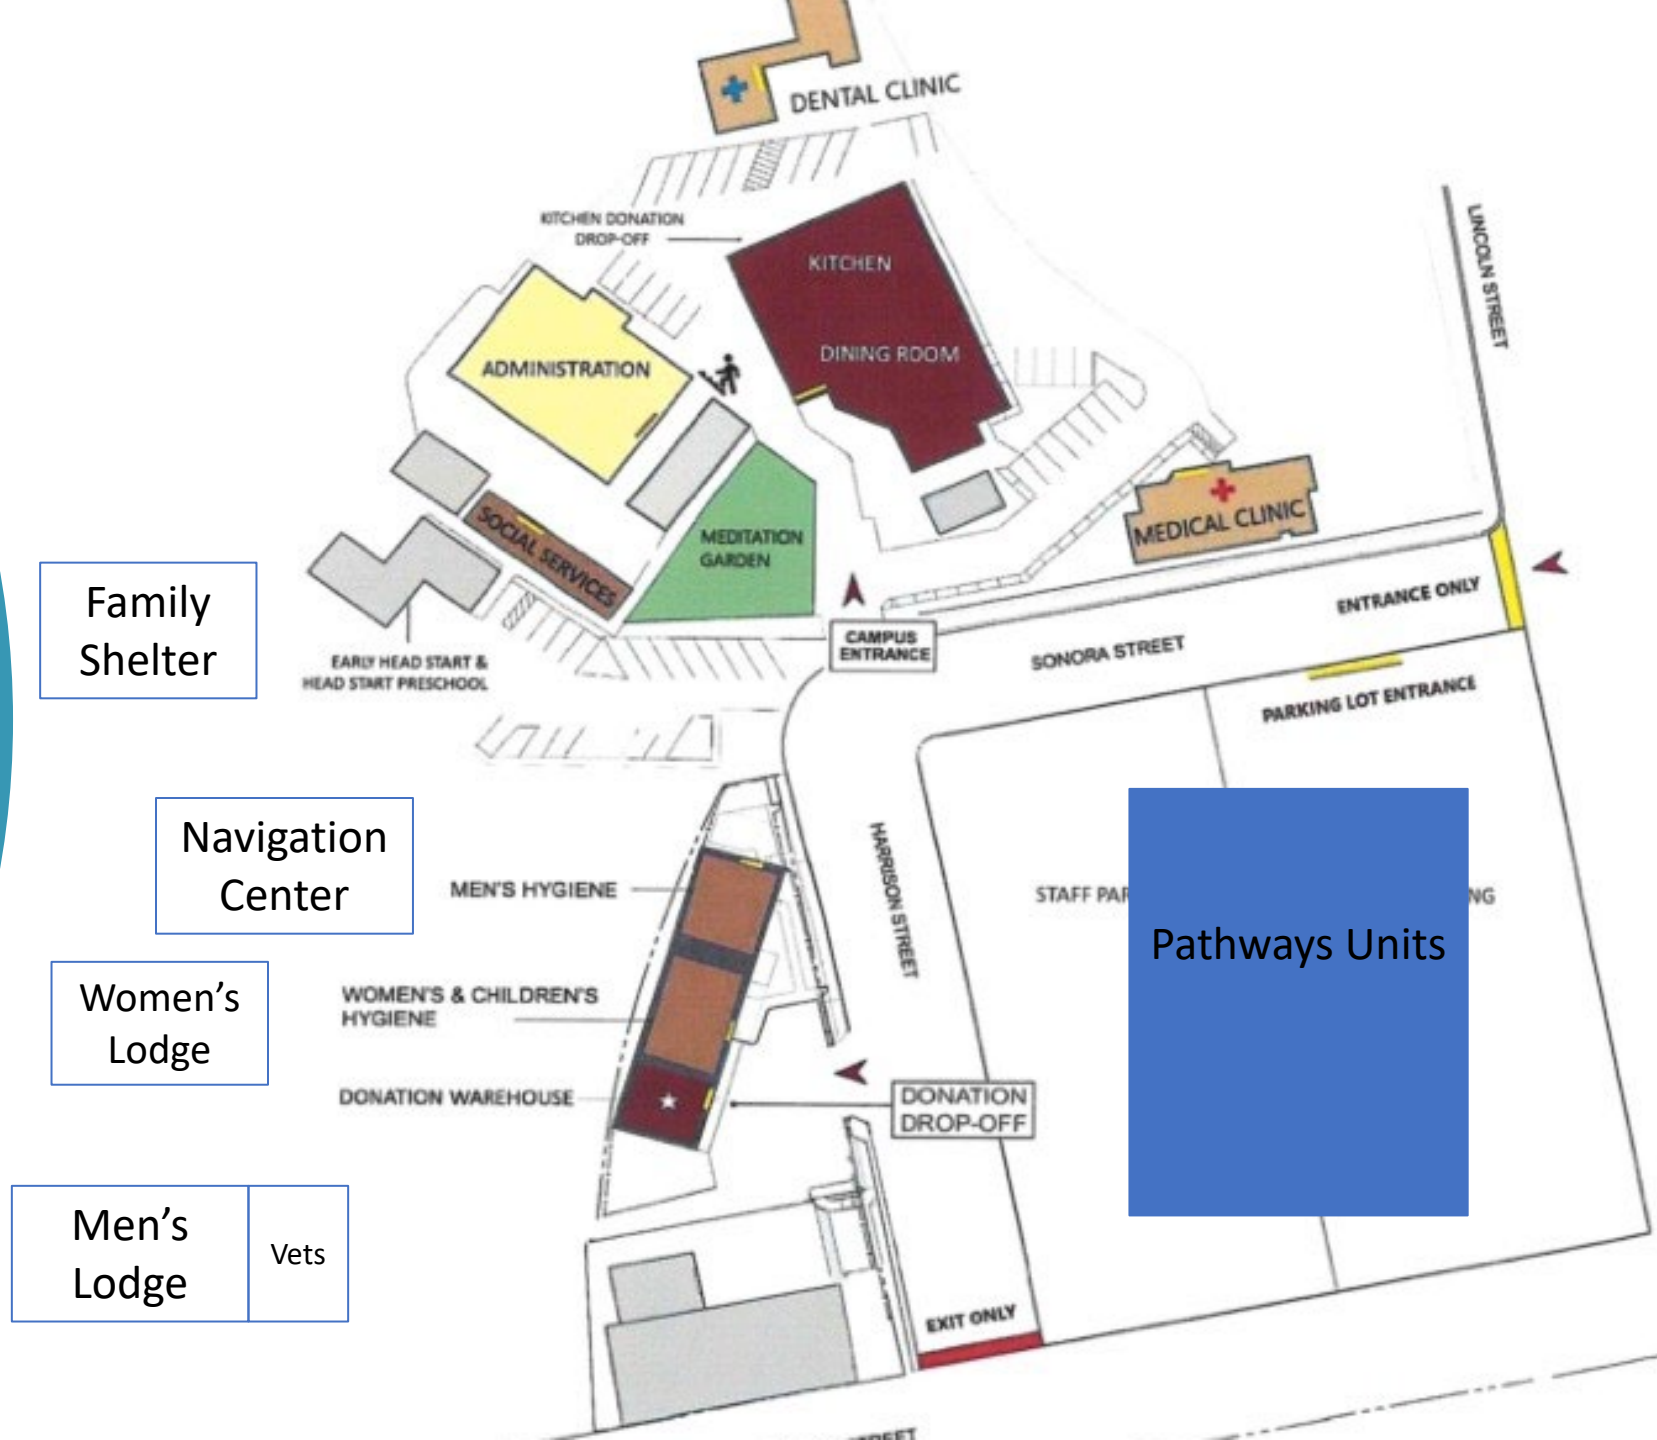 DENTAL CLINIC
KITCHEN DONATION
DROP-OFF
KITCHEN
DINING ROOM
LINCOLN STREET
ADMINISTRATION
MEDICAL CLINIC
SOCIAL SERVICES
MEDITATION
GARDEN
ENTRANCE ONLY
Family
Shelter
CAMPUS
ENTRANCE
SONORA STREET
EARLY HEAD START &
HEAD START PRESCHOOL
PARKING LOT ENTRANCE
Navigation
Center
MEN'S HYGIENE
HARRISON STREET
STAFF PAR
NG
Pathways Units
Women’s
Lodge
WOMEN'S & CHILDREN'S
HYGIENE
DONATION WAREHOUSE
DONATION
DROP-OFF
Men’s
Lodge
Vets
EXIT ONLY